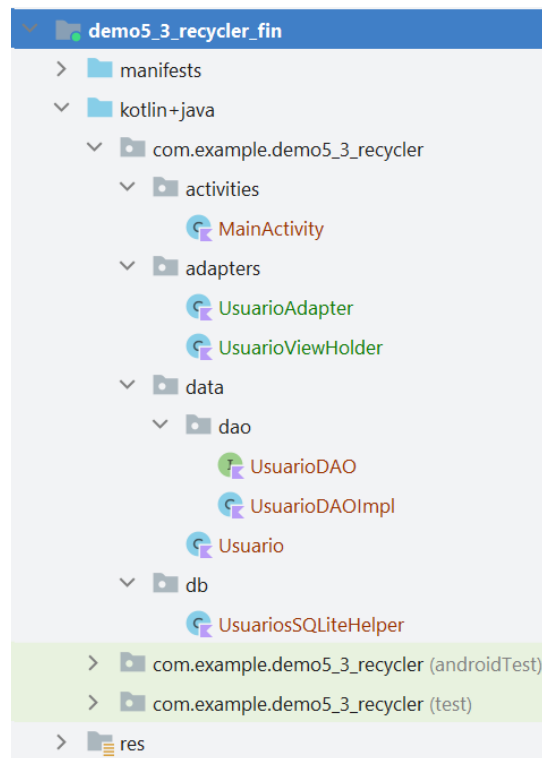 demo5_3_recycler_fin
manifests
kotlin+java
com.example.demo5_3_recycler
activities
MainActivity
adapters
UsuarioAdapter
UsuarioViewHolder
data
dao
UsuarioDAO
UsuarioDAOImpl
Usuario
db
UsuariosSQLiteHelper
com.example.demo5_3_recycler (androidTest)
com.example.demo5_3_recycler (test)
res